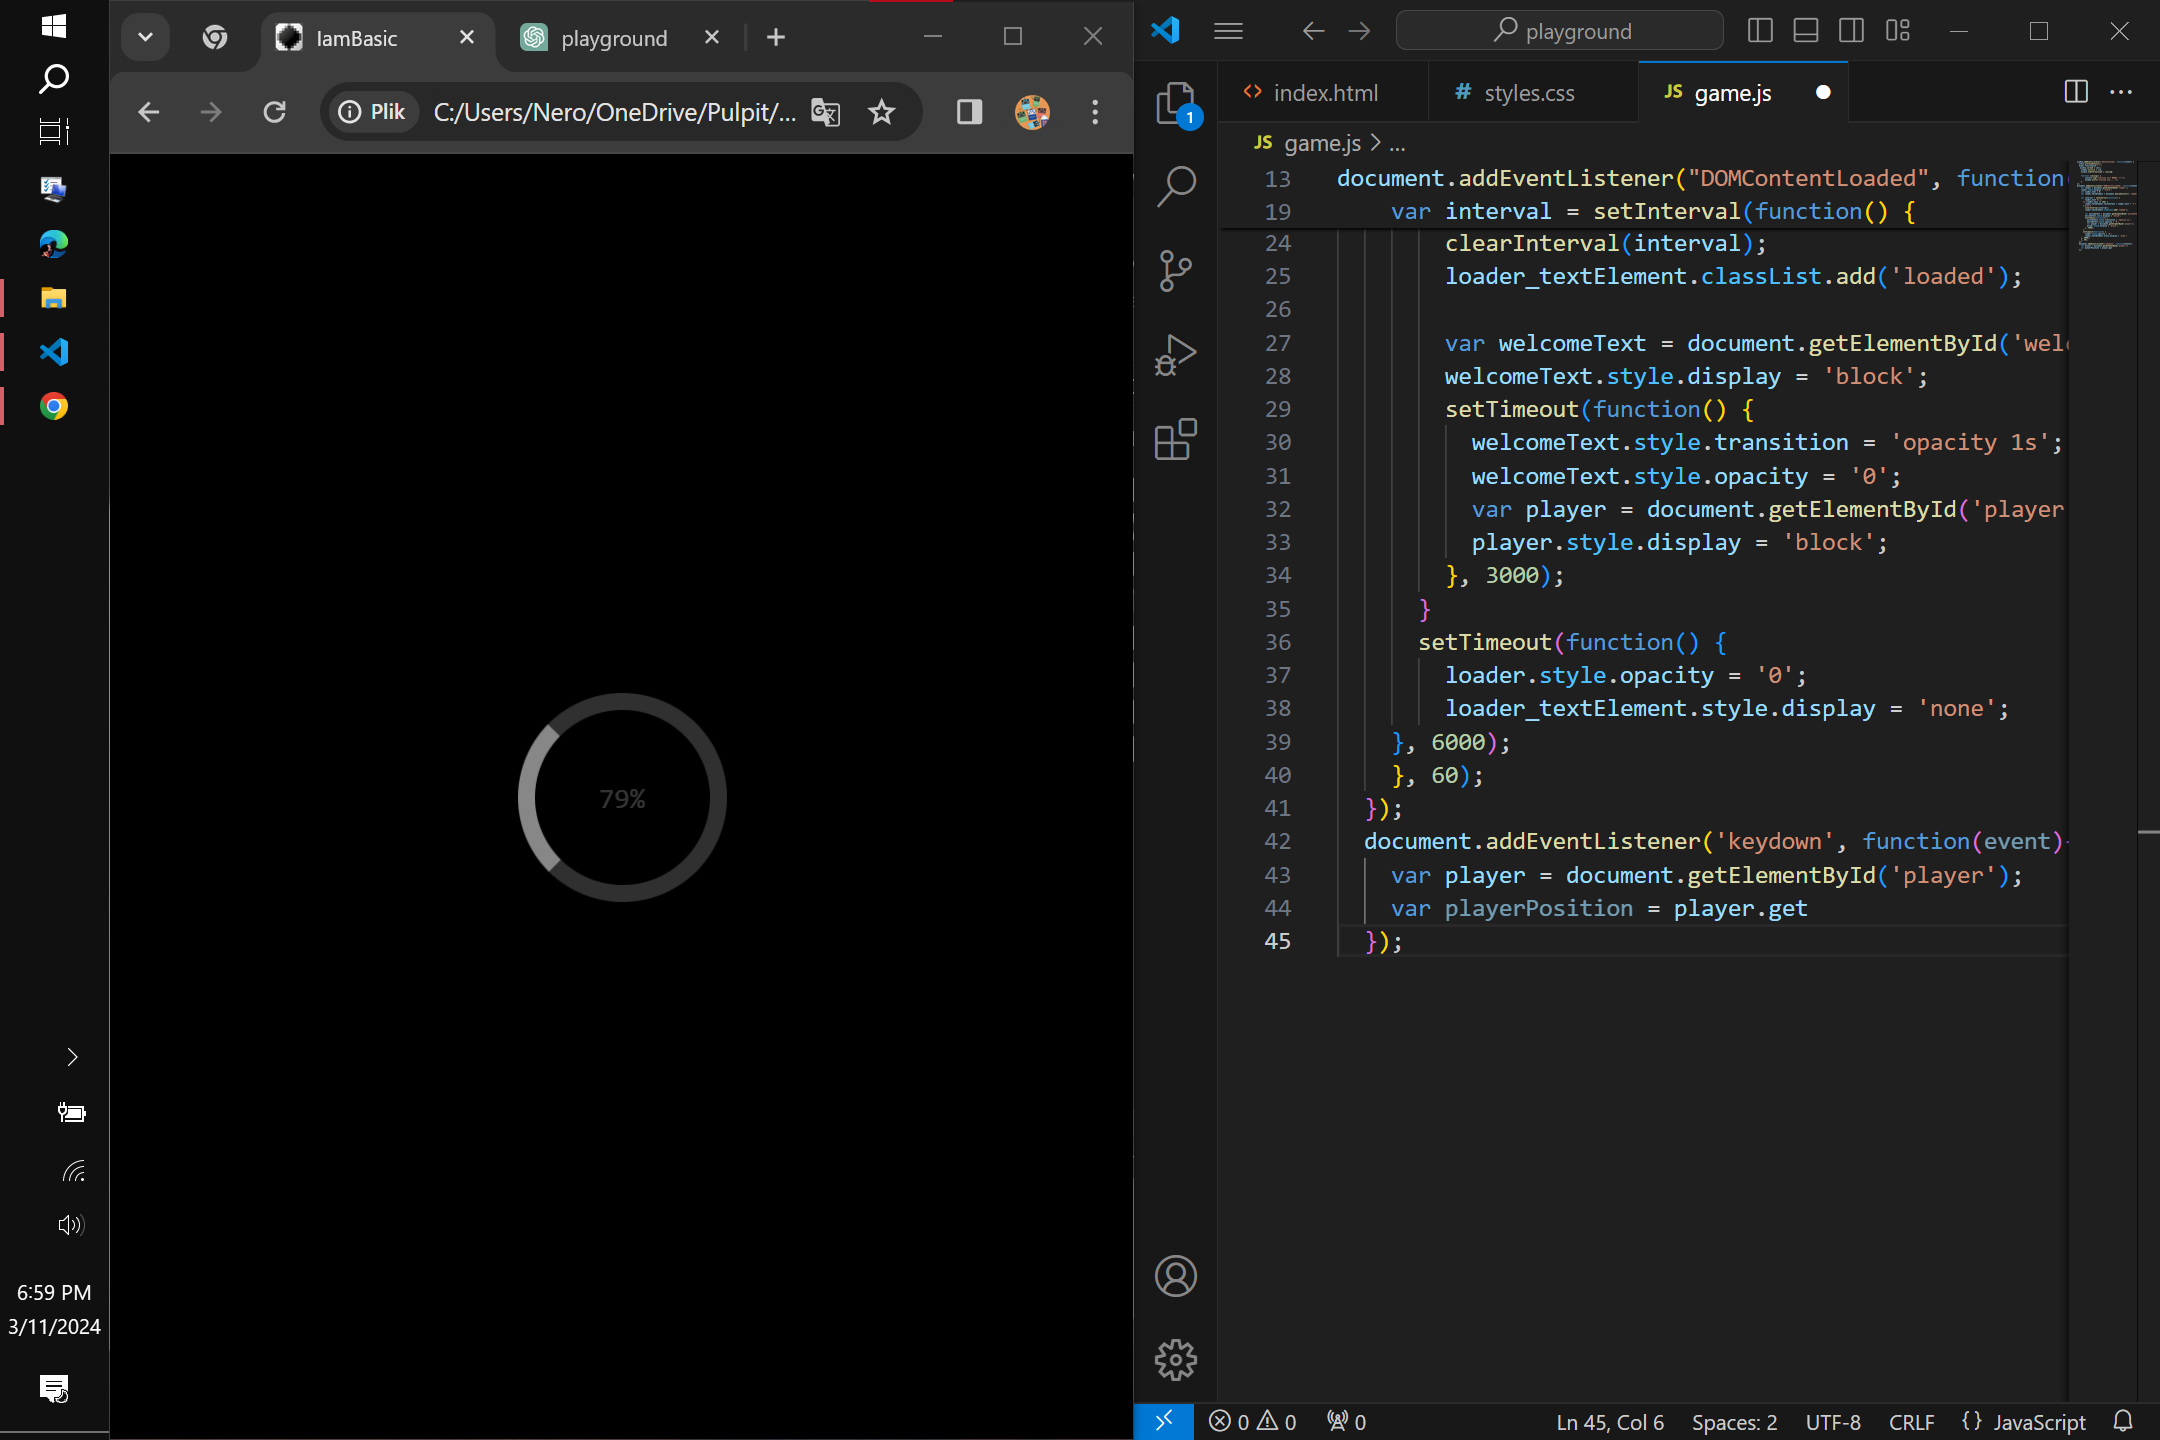 IamBasic
playground
Plik
C:/Users/Nero/OneDrive/Pulpit/...
79%
6:59 PM
3/11/2024
playground
index.html
# styles.css
JS game.js
JS game.js > ...
13 document.addEventListener("DOMContentLoaded", function(
19 var interval = setInterval(function() {
24 clearInterval(interval);
25 loader_textElement.classList.add('loaded');
26
27 var welcomeText = document.getElementById('welc
28 welcomeText.style.display = 'block';
29 setTimeout(function() {
30 welcomeText.style.transition = 'opacity 1s';
31 welcomeText.style.opacity = '0';
32 var player = document.getElementById('player
33 player.style.display = 'block';
34 }, 3000);
35 }
36 setTimeout(function() {
37 loader.style.opacity = '0';
38 loader_textElement.style.display = 'none';
39 }, 6000);
40 }, 60);
41 });
42 document.addEventListener('keydown', function(event)
43 var player = document.getElementById('player');
44 var playerPosition = player.get
45 });
1
0 0 0
Ln 45, Col 6
Spaces: 2
UTF-8
CRLF
{} JavaScript